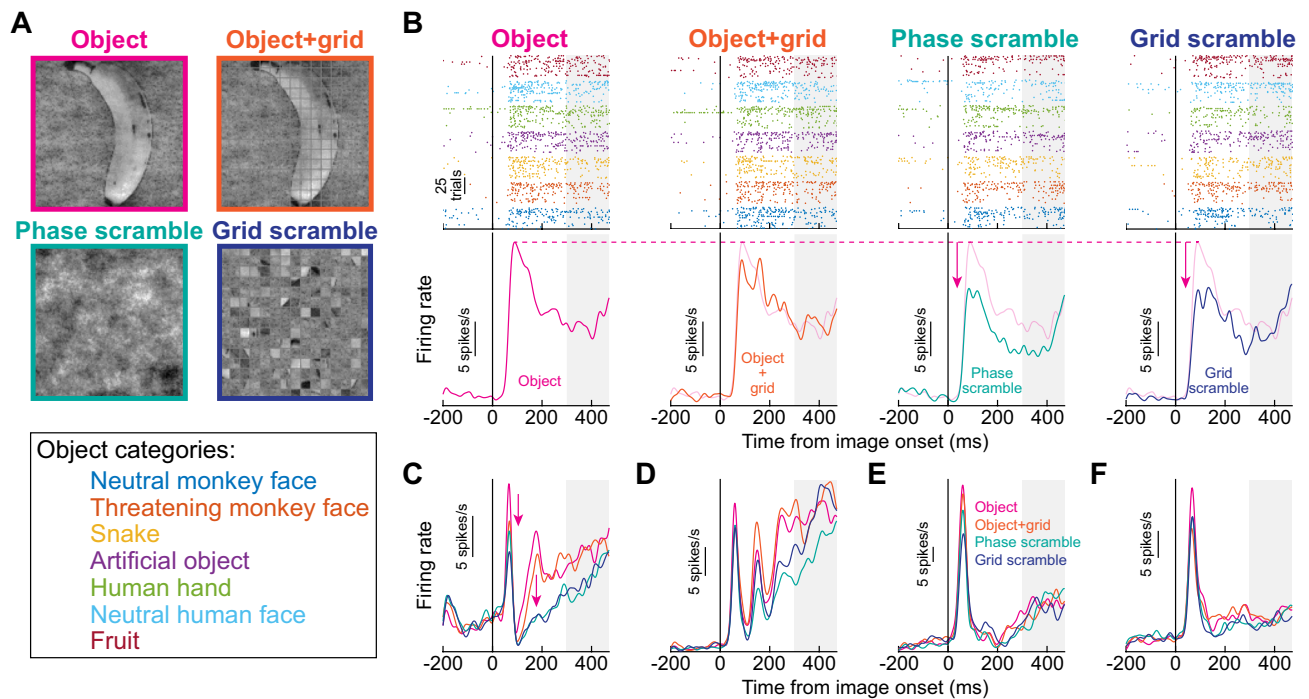 A
Object
Object+grid
Phase scramble
Grid scramble
Object categories:
Neutral monkey face
Threatening monkey face
Snake
Artificial object
Human hand
Neutral human face
Fruit
B
Object
Object+grid
Phase scramble
Grid scramble
25
trials
Firing rate
5 spikes/s
Object
5 spikes/s
Object
+
grid
5 spikes/s
Phase
scramble
5 spikes/s
Grid
scramble
-200 0 200 400
-200 0 200 400
-200 0 200 400
-200 0 200 400
Time from image onset (ms)
C
Firing rate
5 spikes/s
-200 0 200 400
D
5 spikes/s
-200 0 200 400
E
5 spikes/s
Object
Object+grid
Phase scramble
Grid scramble
-200 0 200 400
F
5 spikes/s
-200 0 200 400
Time from image onset (ms)